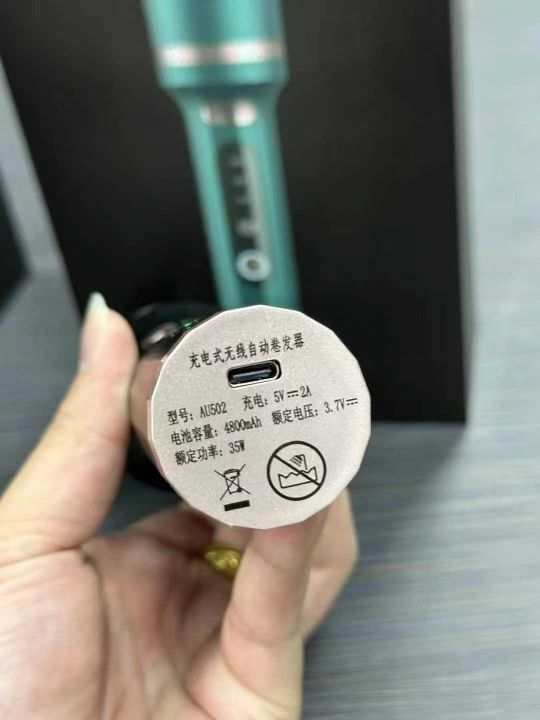 充电式无线自动卷发器
型号: AU502 充电: 5V⎓2A
电池容量: 4800mAh 额定电压: 3.7V⎓
额定功率: 35W